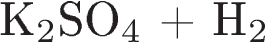 K₂SO₄ + H₂